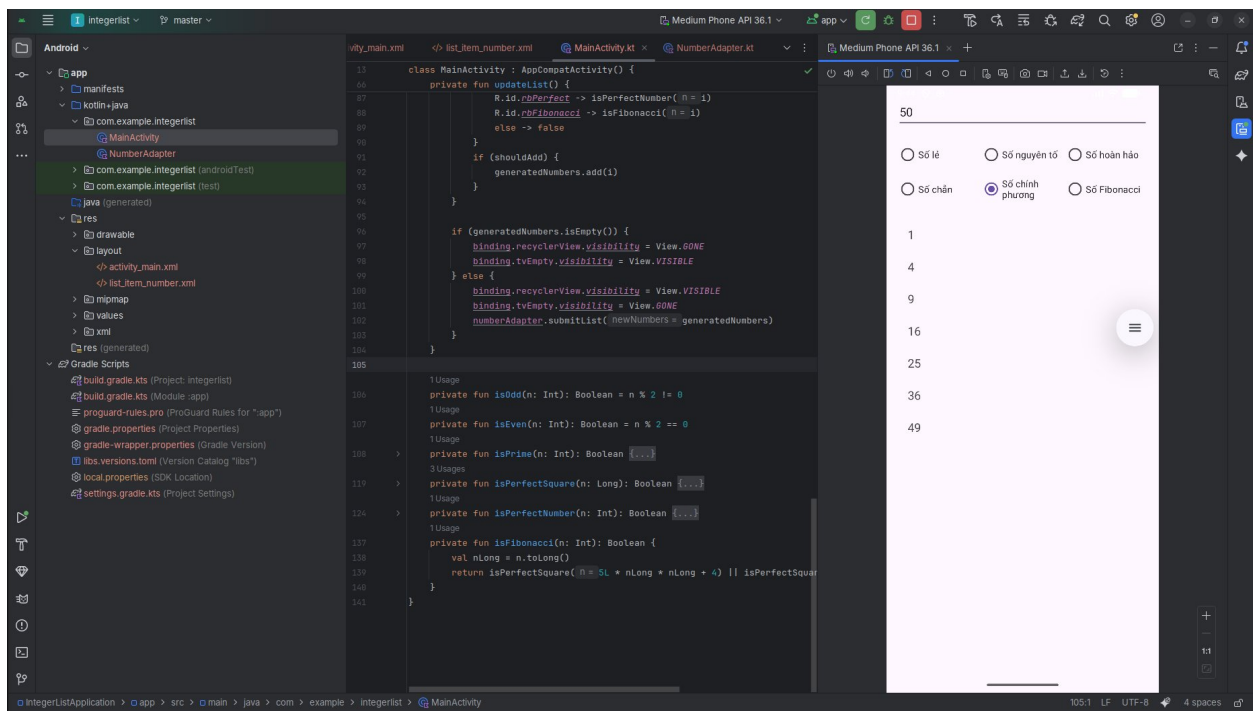 integerlist
master
Medium Phone API 36.1
app
Android
app
manifests
kotlin+java
com.example.integerlist
MainActivity
NumberAdapter
com.example.integerlist (androidTest)
com.example.integerlist (test)
java (generated)
res
drawable
layout
activity_main.xml
list_item_number.xml
mipmap
values
xml
res (generated)
Gradle Scripts
build.gradle.kts (Project: integerlist)
build.gradle.kts (Module :app)
proguard-rules.pro (ProGuard Rules for ":app")
gradle.properties (Project Properties)
gradle-wrapper.properties (Gradle Version)
libs.versions.toml (Version Catalog "libs")
local.properties (SDK Location)
settings.gradle.kts (Project Settings)
vity_main.xml
list_item_number.xml
MainActivity.kt
NumberAdapter.kt
13 class MainActivity : AppCompatActivity() {
66 private fun updateList() {
87 R.id.rbPerfect -> isPerfectNumber( n = i)
88 R.id.rbFibonacci -> isFibonacci( n = i)
89 else -> false
90 }
91 if (shouldAdd) {
92 generatedNumbers.add(i)
93 }
94 }
95
96 if (generatedNumbers.isEmpty()) {
97 binding.recyclerView.visibility = View.GONE
98 binding.tvEmpty.visibility = View.VISIBLE
99 } else {
100 binding.recyclerView.visibility = View.VISIBLE
101 binding.tvEmpty.visibility = View.GONE
102 numberAdapter.submitList( newNumbers = generatedNumbers)
103 }
104 }
105
1 Usage
106 private fun isOdd(n: Int): Boolean = n % 2 != 0
1 Usage
107 private fun isEven(n: Int): Boolean = n % 2 == 0
1 Usage
108 private fun isPrime(n: Int): Boolean {...}
3 Usages
119 private fun isPerfectSquare(n: Long): Boolean {...}
1 Usage
124 private fun isPerfectNumber(n: Int): Boolean {...}
1 Usage
137 private fun isFibonacci(n: Int): Boolean {
138 val nLong = n.toLong()
139 return isPerfectSquare( n = 5L * nLong * nLong + 4) || isPerfectSquar
140 }
141 }
Medium Phone API 36.1
50
Số lẻ
Số nguyên tố
Số hoàn hảo
Số chẵn
Số chính
phương
Số Fibonacci
1
4
9
16
25
36
49
1:1
IntegerListApplication > app > src > main > java > com > example > integerlist > MainActivity
105:1 LF UTF-8 4 spaces